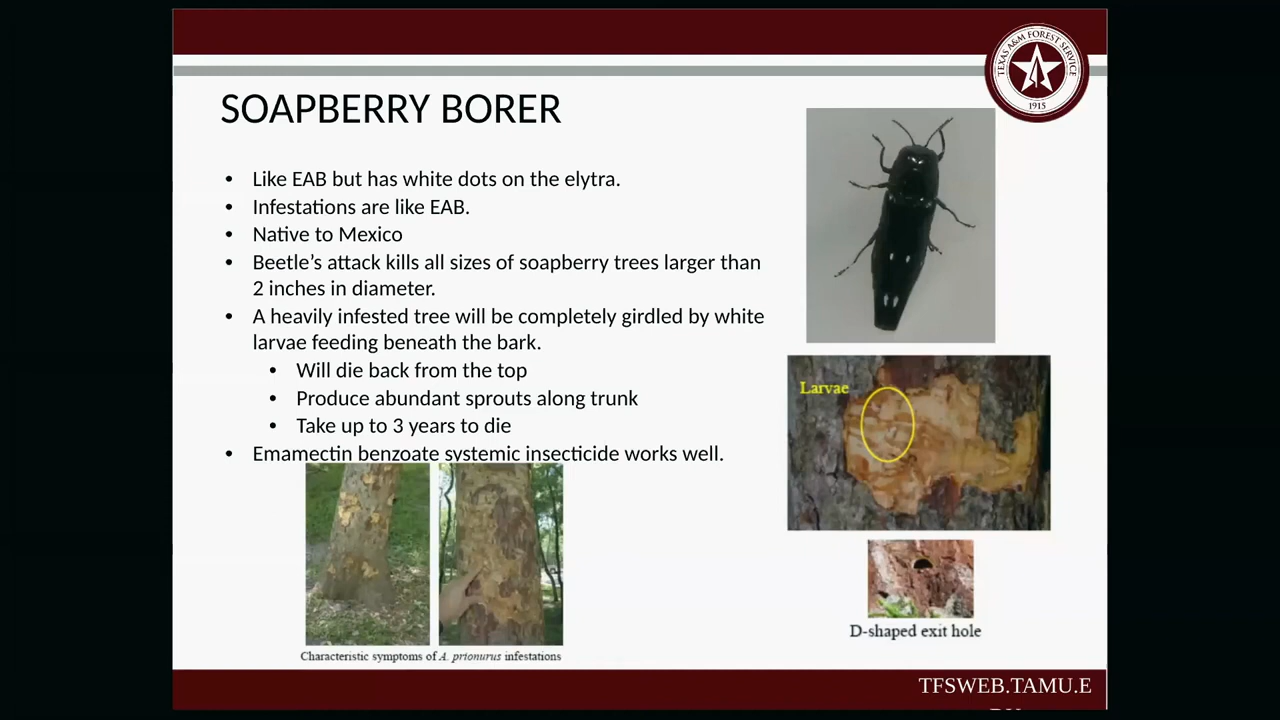 TEXAS A&M FOREST SERVICE
1915
SOAPBERRY BORER
• Like EAB but has white dots on the elytra.
• Infestations are like EAB.
• Native to Mexico
• Beetle’s attack kills all sizes of soapberry trees larger than
2 inches in diameter.
• A heavily infested tree will be completely girdled by white
larvae feeding beneath the bark.
• Will die back from the top
• Produce abundant sprouts along trunk
• Take up to 3 years to die
• Emamectin benzoate systemic insecticide works well.
Larvae
D-shaped exit hole
Characteristic symptoms of A. prionurus infestations
TFSWEB.TAMU.E